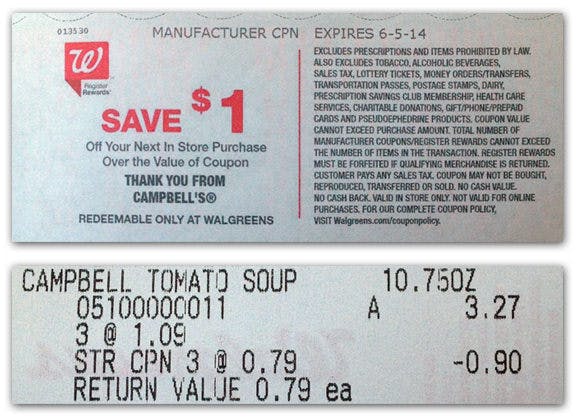 013530 MANUFACTURER CPN EXPIRES 6-5-14
W
Register
Rewards
SAVE $1
Off Your Next In Store Purchase
Over the Value of Coupon
THANK YOU FROM
CAMPBELL'S®
REDEEMABLE ONLY AT WALGREENS
EXCLUDES PRESCRIPTIONS AND ITEMS PROHIBITED BY LAW.
ALSO EXCLUDES TOBACCO, ALCOHOLIC BEVERAGES,
SALES TAX, LOTTERY TICKETS, MONEY ORDERS/TRANSFERS,
TRANSPORTATION PASSES, POSTAGE STAMPS, DAIRY,
PRESCRIPTION SAVINGS CLUB MEMBERSHIP, HEALTH CARE
SERVICES, CHARITABLE DONATIONS, GIFT/PHONE/PREPAID
CARDS AND PSEUDOEPHEDRINE PRODUCTS. COUPON VALUE
CANNOT EXCEED PURCHASE AMOUNT. TOTAL NUMBER OF
MANUFACTURER COUPONS/REGISTER REWARDS CANNOT EXCEED
THE NUMBER OF ITEMS IN THE TRANSACTION. REGISTER REWARDS
MUST BE FORFEITED IF QUALIFYING MERCHANDISE IS RETURNED.
CUSTOMER PAYS ANY SALES TAX. COUPON MAY NOT BE BOUGHT,
REPRODUCED, TRANSFERRED OR SOLD. NO CASH VALUE.
NO CASH BACK. VALID IN STORE ONLY. NOT VALID FOR ONLINE
PURCHASES. FOR OUR COMPLETE COUPON POLICY,
VISIT Walgreens.com/couponpolicy.
CAMPBELL TOMATO SOUP 10.75OZ
05100000011 A 3.27
3 @ 1.09
STR CPN 3 @ 0.79 -0.90
RETURN VALUE 0.79 ea